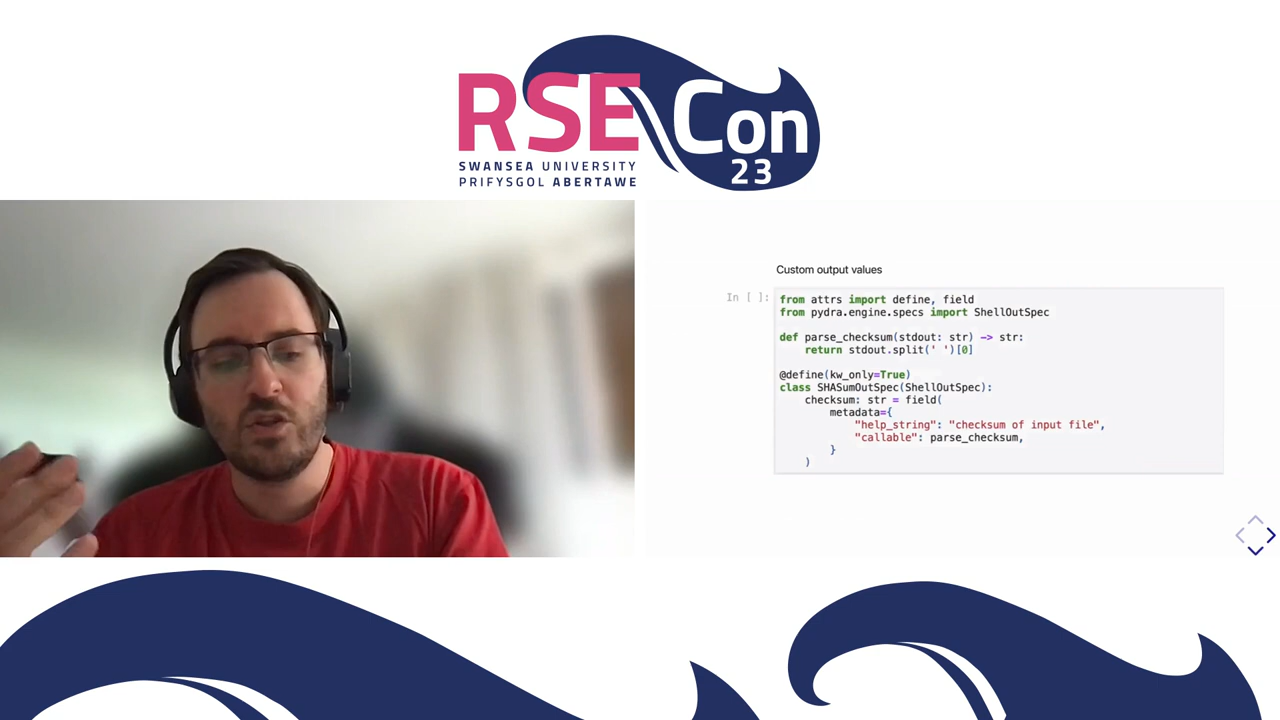 RSE Con
23
SWANSEA UNIVERSITY
PRIFYSGOL ABERTAWE
Custom output values
In [ ]:
from attrs import define, field
from pydra.engine.specs import ShellOutSpec
def parse_checksum(stdout: str) -> str:
    return stdout.split(' ')[0]
@define(kw_only=True)
class SHASumOutSpec(ShellOutSpec):
    checksum: str = field(
        metadata={
            "help_string": "checksum of input file",
            "callable": parse_checksum,
        }
    )